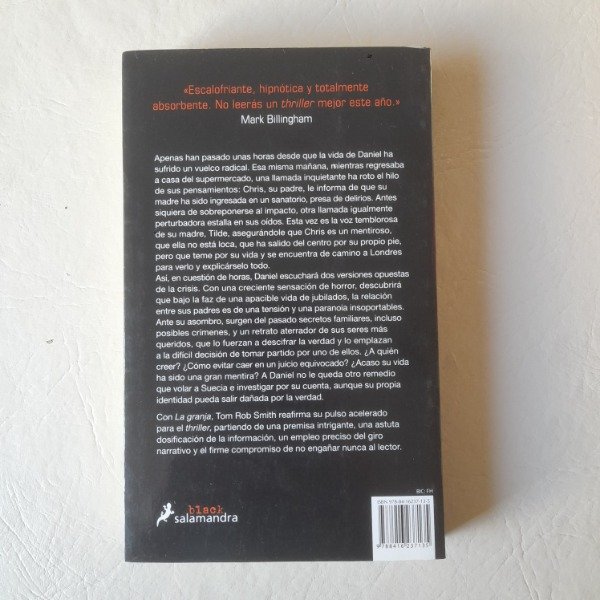 «Escalofriante, hipnótica y totalmente
absorbente. No leerás un thriller mejor este año.»
Mark Billingham
Apenas han pasado unas horas desde que la vida de Daniel ha
sufrido un vuelco radical. Esa misma mañana, mientras regresaba
a casa del supermercado, una llamada inquietante ha roto el hilo
de sus pensamientos: Chris, su padre, le informa de que su
madre ha sido ingresada en un sanatorio, presa de delirios. Antes
siquiera de sobreponerse al impacto, otra llamada igualmente
perturbadora estalla en sus oídos. Esta vez es la voz temblorosa
de su madre, Tilde, asegurándole que Chris es un mentiroso,
que ella no está loca, que ha salido del centro por su propio pie,
pero que teme por su vida y se encuentra de camino a Londres
para verlo y explicárselo todo.
Así, en cuestión de horas, Daniel escuchará dos versiones opuestas
de la crisis. Con una creciente sensación de horror, descubrirá
que bajo la faz de una apacible vida de jubilados, la relación
entre sus padres es de una tensión y una paranoia insoportables.
Ante su asombro, surgen del pasado secretos familiares, incluso
posibles crímenes, y un retrato aterrador de sus seres más
queridos, que lo fuerzan a descifrar la verdad y lo emplazan
a la difícil decisión de tomar partido por uno de ellos. ¿A quién
creer? ¿Cómo evitar caer en un juicio equivocado? ¿Acaso su vida
ha sido una gran mentira? A Daniel no le queda otro remedio
que volar a Suecia e investigar por su cuenta, aunque su propia
identidad pueda salir dañada por la verdad.
Con La granja, Tom Rob Smith reafirma su pulso acelerado
para el thriller, partiendo de una premisa intrigante, una astuta
dosificación de la información, un empleo preciso del giro
narrativo y el firme compromiso de no engañar nunca al lector.
black
salamandra
BIC: FH
ISBN: 978-84-16237-13-5
9788416237135